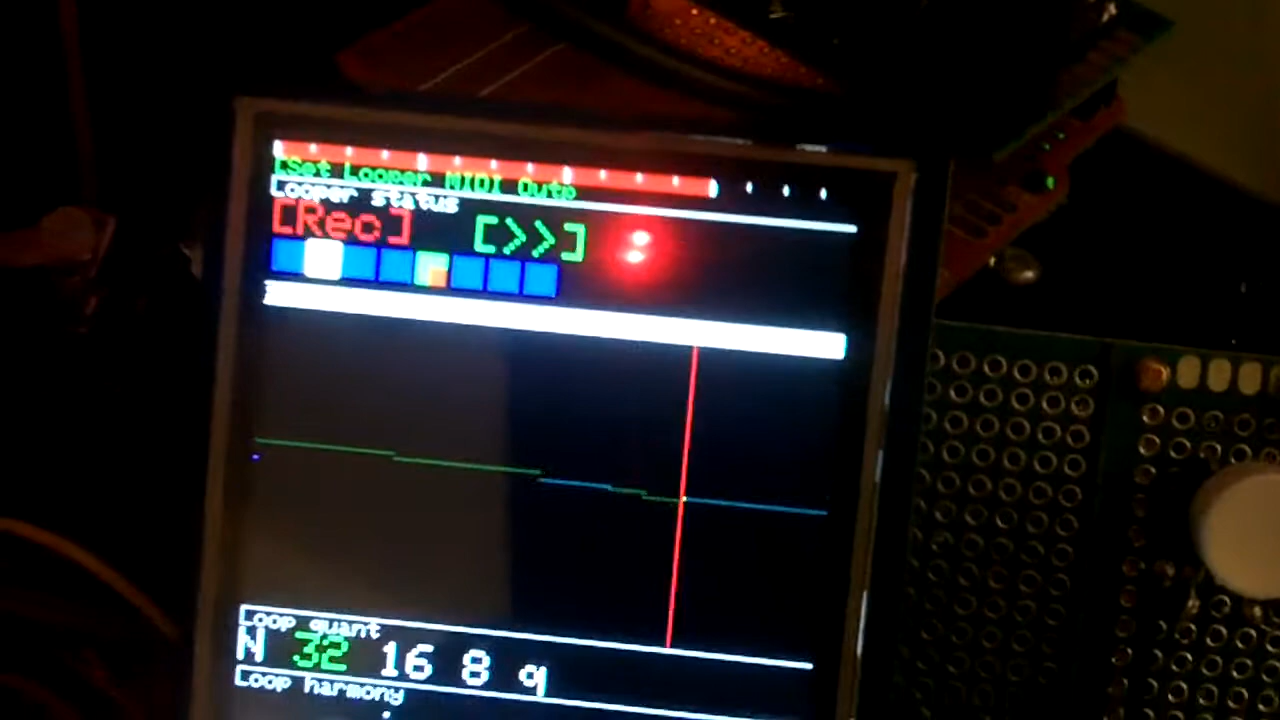 [Set Looper MIDI Outp
Looper status
[Rec] [>>]
Loop quant
N 32 16 8 q
Loop harmony